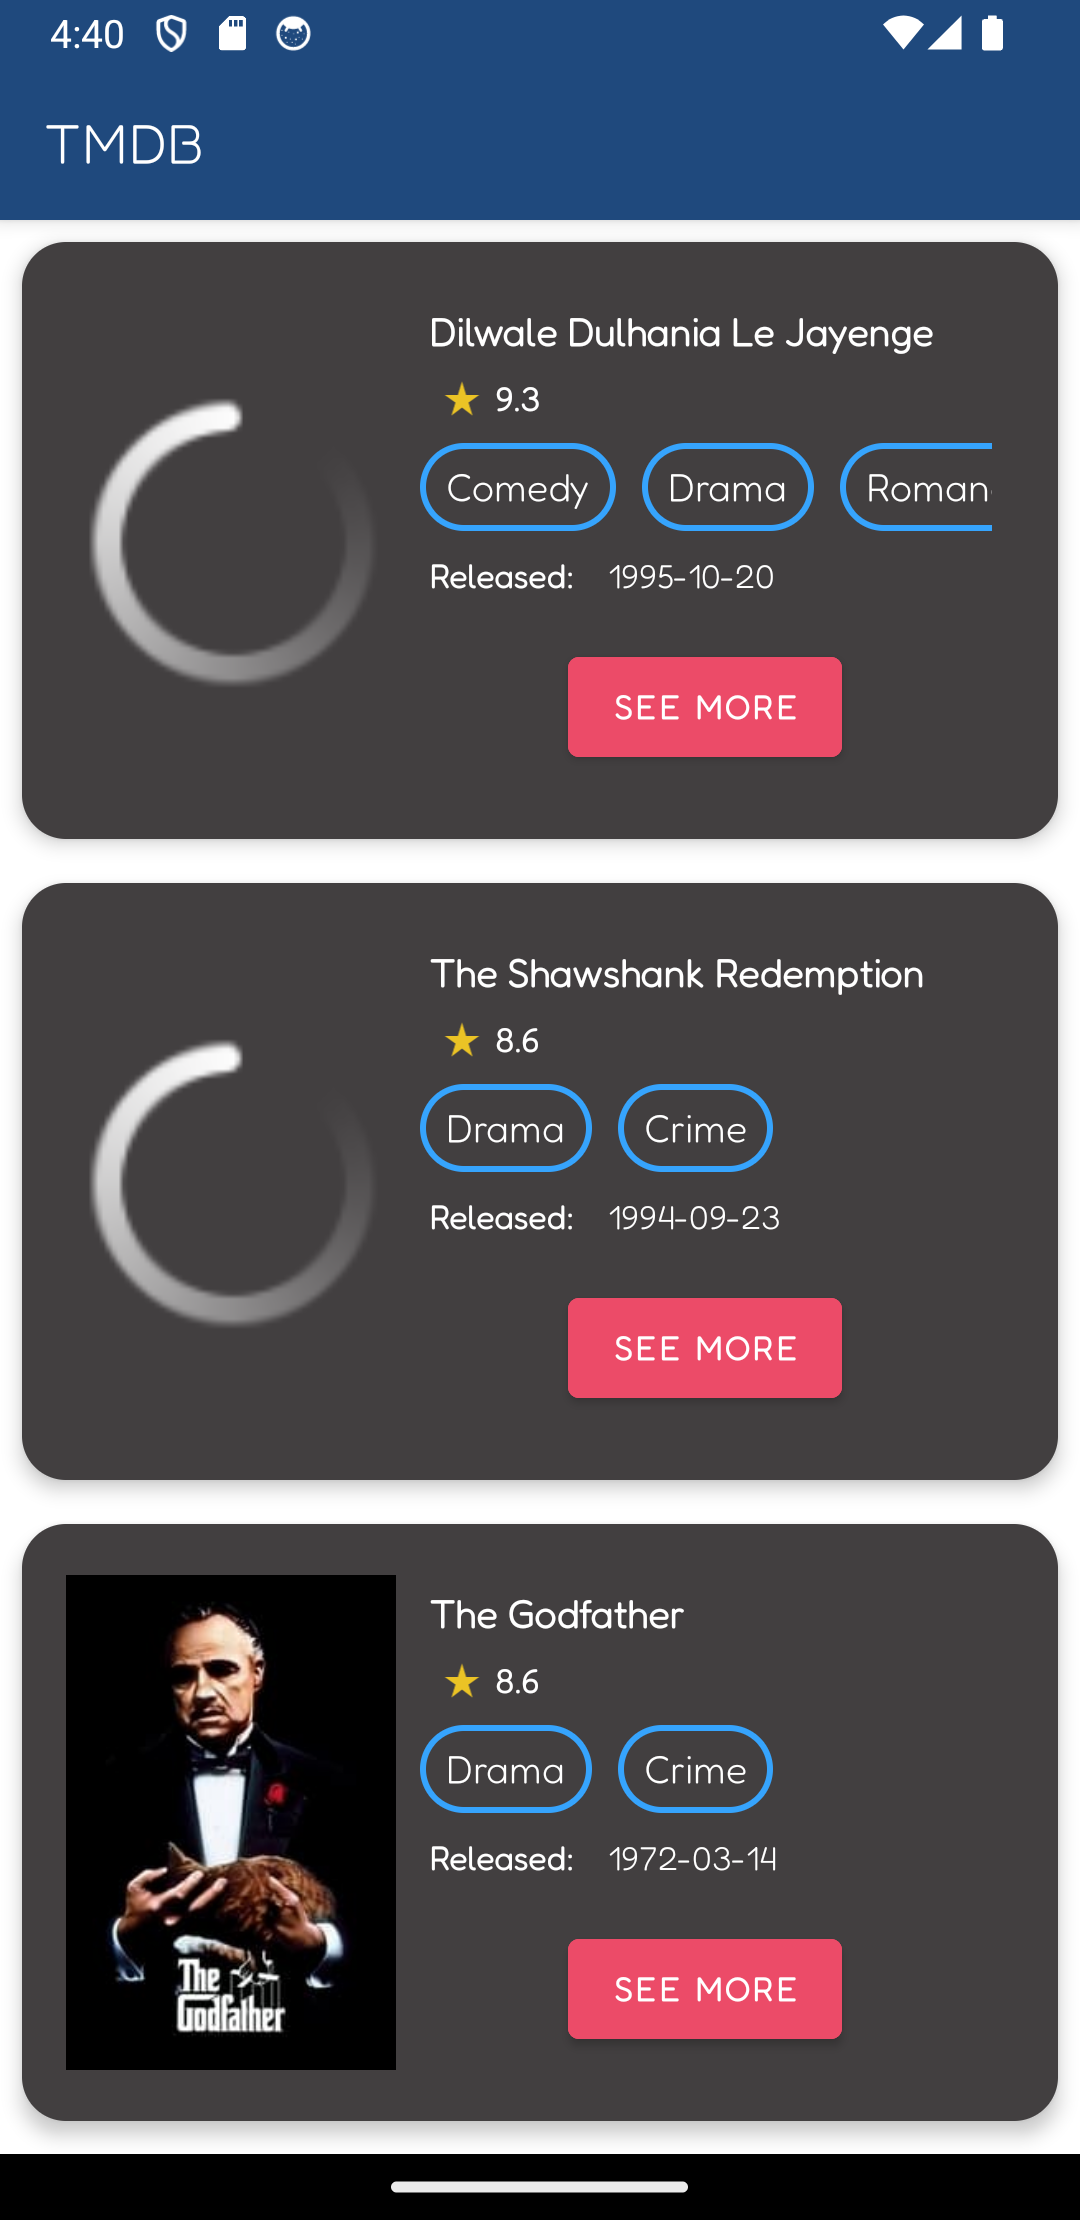 4:40
TMDB
Dilwale Dulhania Le Jayenge
9.3
Comedy Drama Roman
Released: 1995-10-20
SEE MORE
The Shawshank Redemption
8.6
Drama Crime
Released: 1994-09-23
SEE MORE
The Godfather
8.6
Drama Crime
Released: 1972-03-14
The
Godfather
SEE MORE